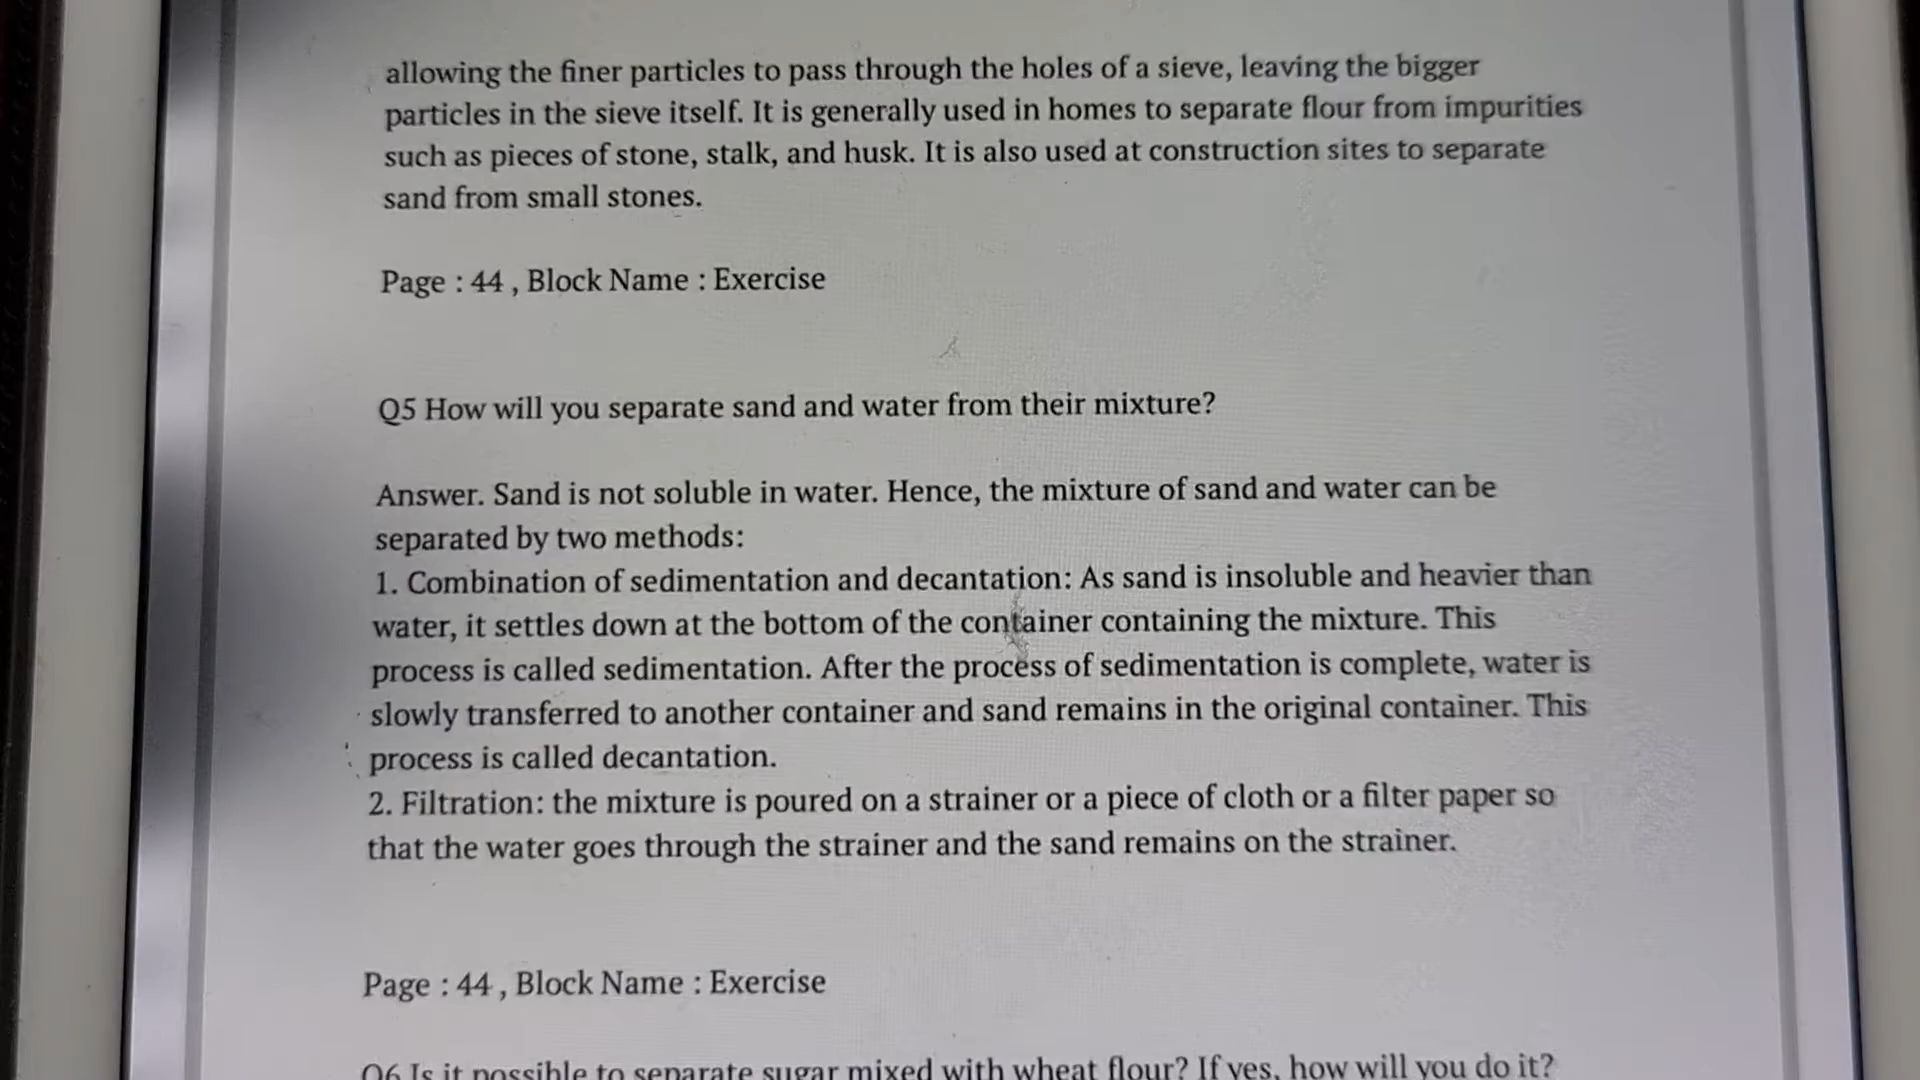 allowing the finer particles to pass through the holes of a sieve, leaving the bigger
particles in the sieve itself. It is generally used in homes to separate flour from impurities
such as pieces of stone, stalk, and husk. It is also used at construction sites to separate
sand from small stones.
Page : 44 , Block Name : Exercise
Q5 How will you separate sand and water from their mixture?
Answer. Sand is not soluble in water. Hence, the mixture of sand and water can be
separated by two methods:
1. Combination of sedimentation and decantation: As sand is insoluble and heavier than
water, it settles down at the bottom of the container containing the mixture. This
process is called sedimentation. After the process of sedimentation is complete, water is
slowly transferred to another container and sand remains in the original container. This
process is called decantation.
2. Filtration: the mixture is poured on a strainer or a piece of cloth or a filter paper so
that the water goes through the strainer and the sand remains on the strainer.
Page : 44 , Block Name : Exercise
Q6 Is it possible to separate sugar mixed with wheat flour? If yes, how will you do it?